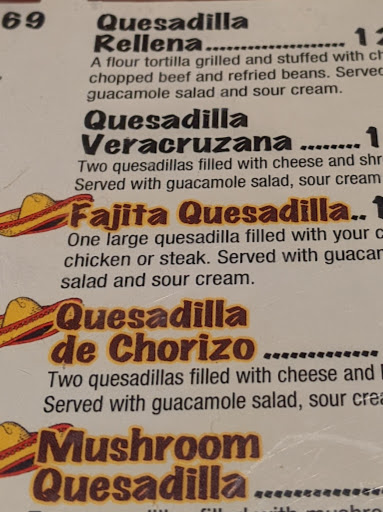 69
Quesadilla
Rellena
A flour tortilla grilled and stuffed with
chopped beef and refried beans. Served
guacamole salad and sour cream.
Quesadilla
Veracruzana ........ 1
Two quesadillas filled with cheese and
Served with guacamole salad, sour cream
Fajita Quesadilla..
One large quesadilla filled with your
chicken or steak. Served with
salad and sour cream.
Quesadilla
de Chorizo
Two quesadillas filled with cheese and
Served with guacamole salad, sour
Mushroom
Quesadilla